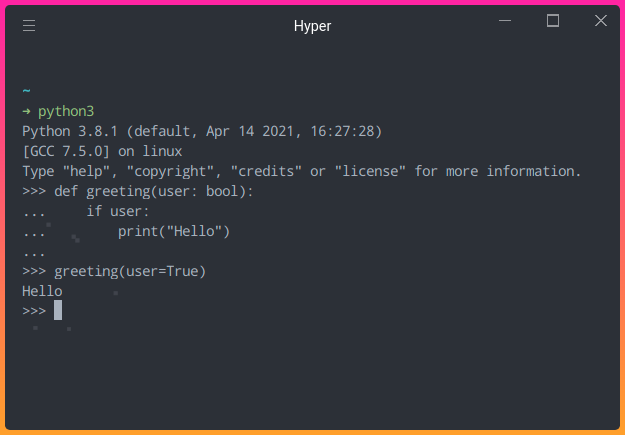 Hyper
~
→ python3
Python 3.8.1 (default, Apr 14 2021, 16:27:28)
[GCC 7.5.0] on linux
Type "help", "copyright", "credits" or "license" for more information.
>>> def greeting(user: bool):
...     if user:
...         print("Hello")
...
>>> greeting(user=True)
Hello
>>>